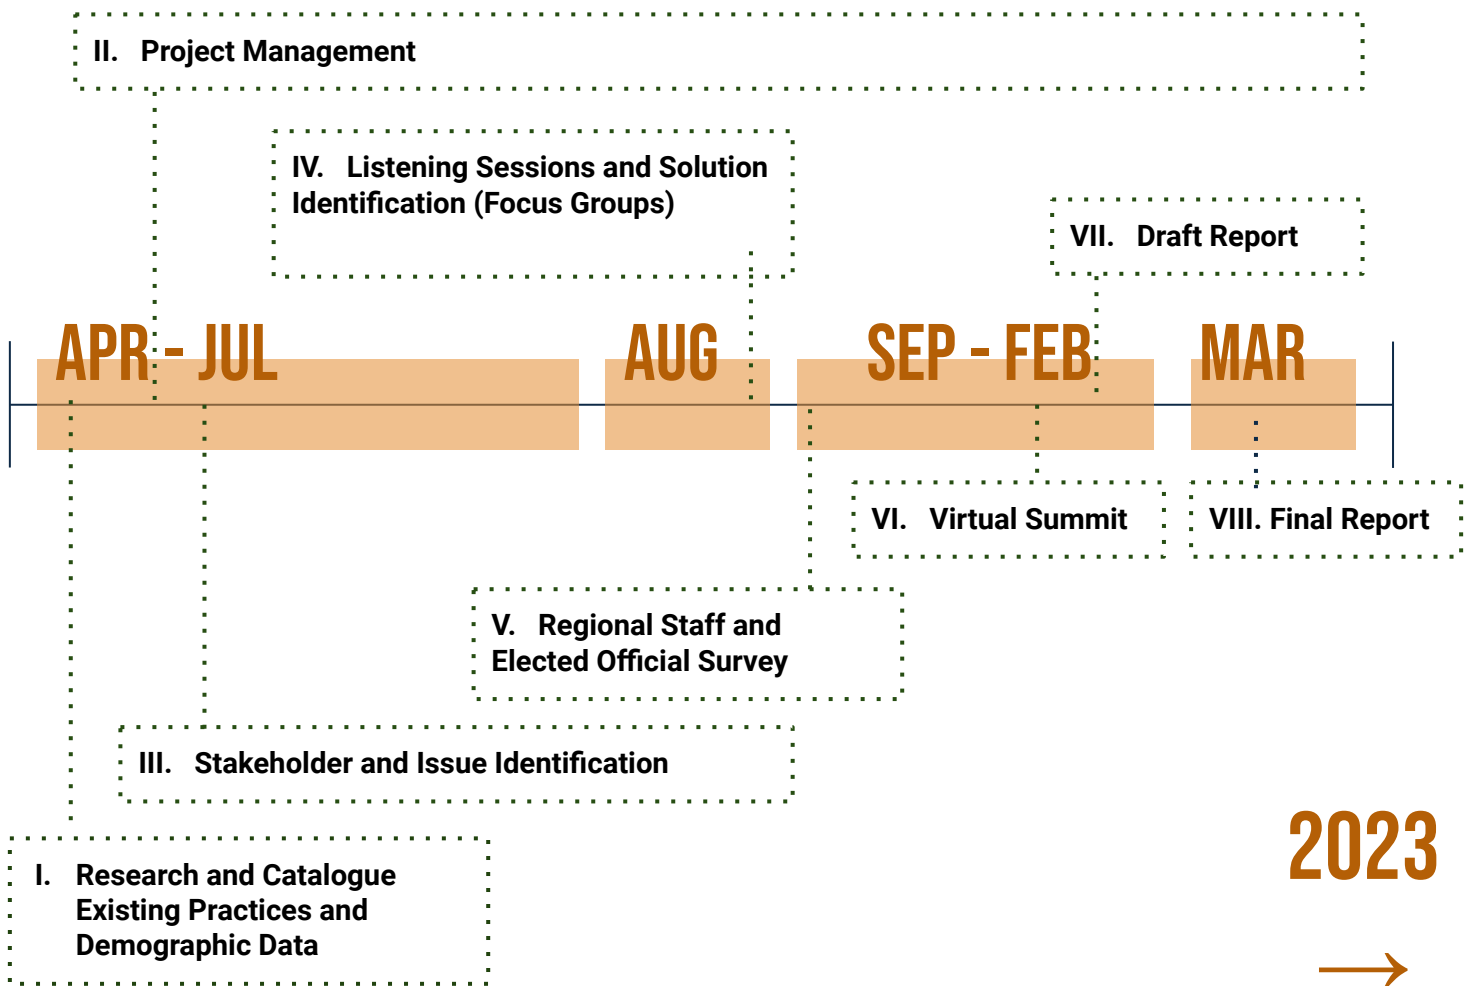 II. Project Management
IV. Listening Sessions and Solution
Identification (Focus Groups)
VII. Draft Report
APR - JUL
AUG
SEP - FEB
MAR
VI. Virtual Summit
VIII. Final Report
V. Regional Staff and
Elected Official Survey
III. Stakeholder and Issue Identification
I. Research and Catalogue
Existing Practices and
Demographic Data
2023